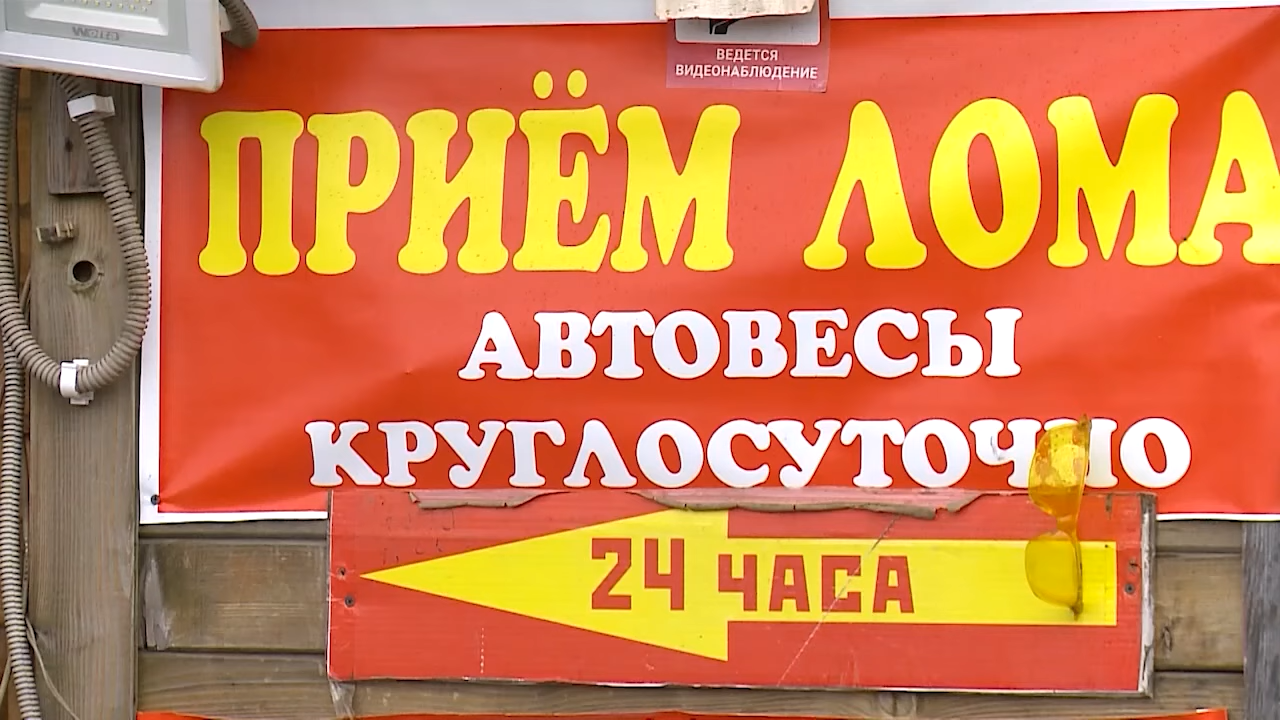 ВЕДЕТСЯ
ВИДЕОНАБЛЮДЕНИЕ
ПРИЁМ ЛОМА
АВТОВЕСЫ
КРУГЛОСУТОЧНО
24 ЧАСА